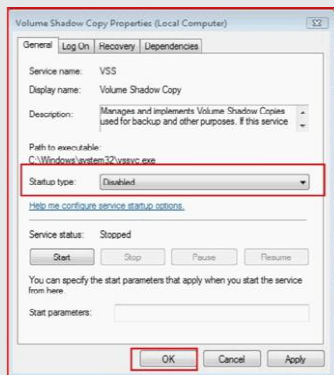 Volume Shadow Copy Properties (Local Computer)
General Log On Recovery Dependencies
Service name: VSS
Display name: Volume Shadow Copy
Description: Manages and implements Volume Shadow Copies
used for backup and other purposes. If this service
Path to executable:
C:\Windows\system32\vssvc.exe
Startup type: Disabled
Help me configure service startup options.
Service status: Stopped
Start Stop Pause Resume
You can specify the start parameters that apply when you start the service
from here.
Start parameters:
OK Cancel Apply